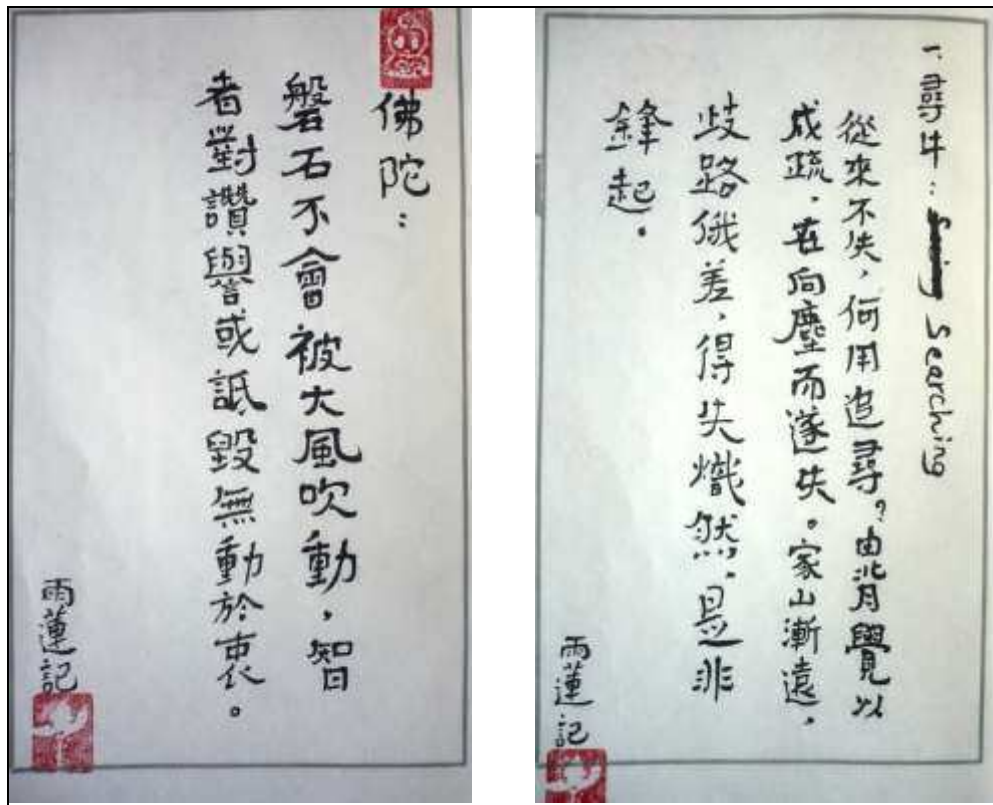 佛陀：
磐石不會被大風吹動，智
者對讚譽或詆毀無動於衷。
雨蓮記
一、尋牛：Searching
從來不失，何用追尋？由背覺以
成疏，在向塵而遂失。家山漸遠，
歧路俄差，得失熾然，是非
鋒起。
雨蓮記